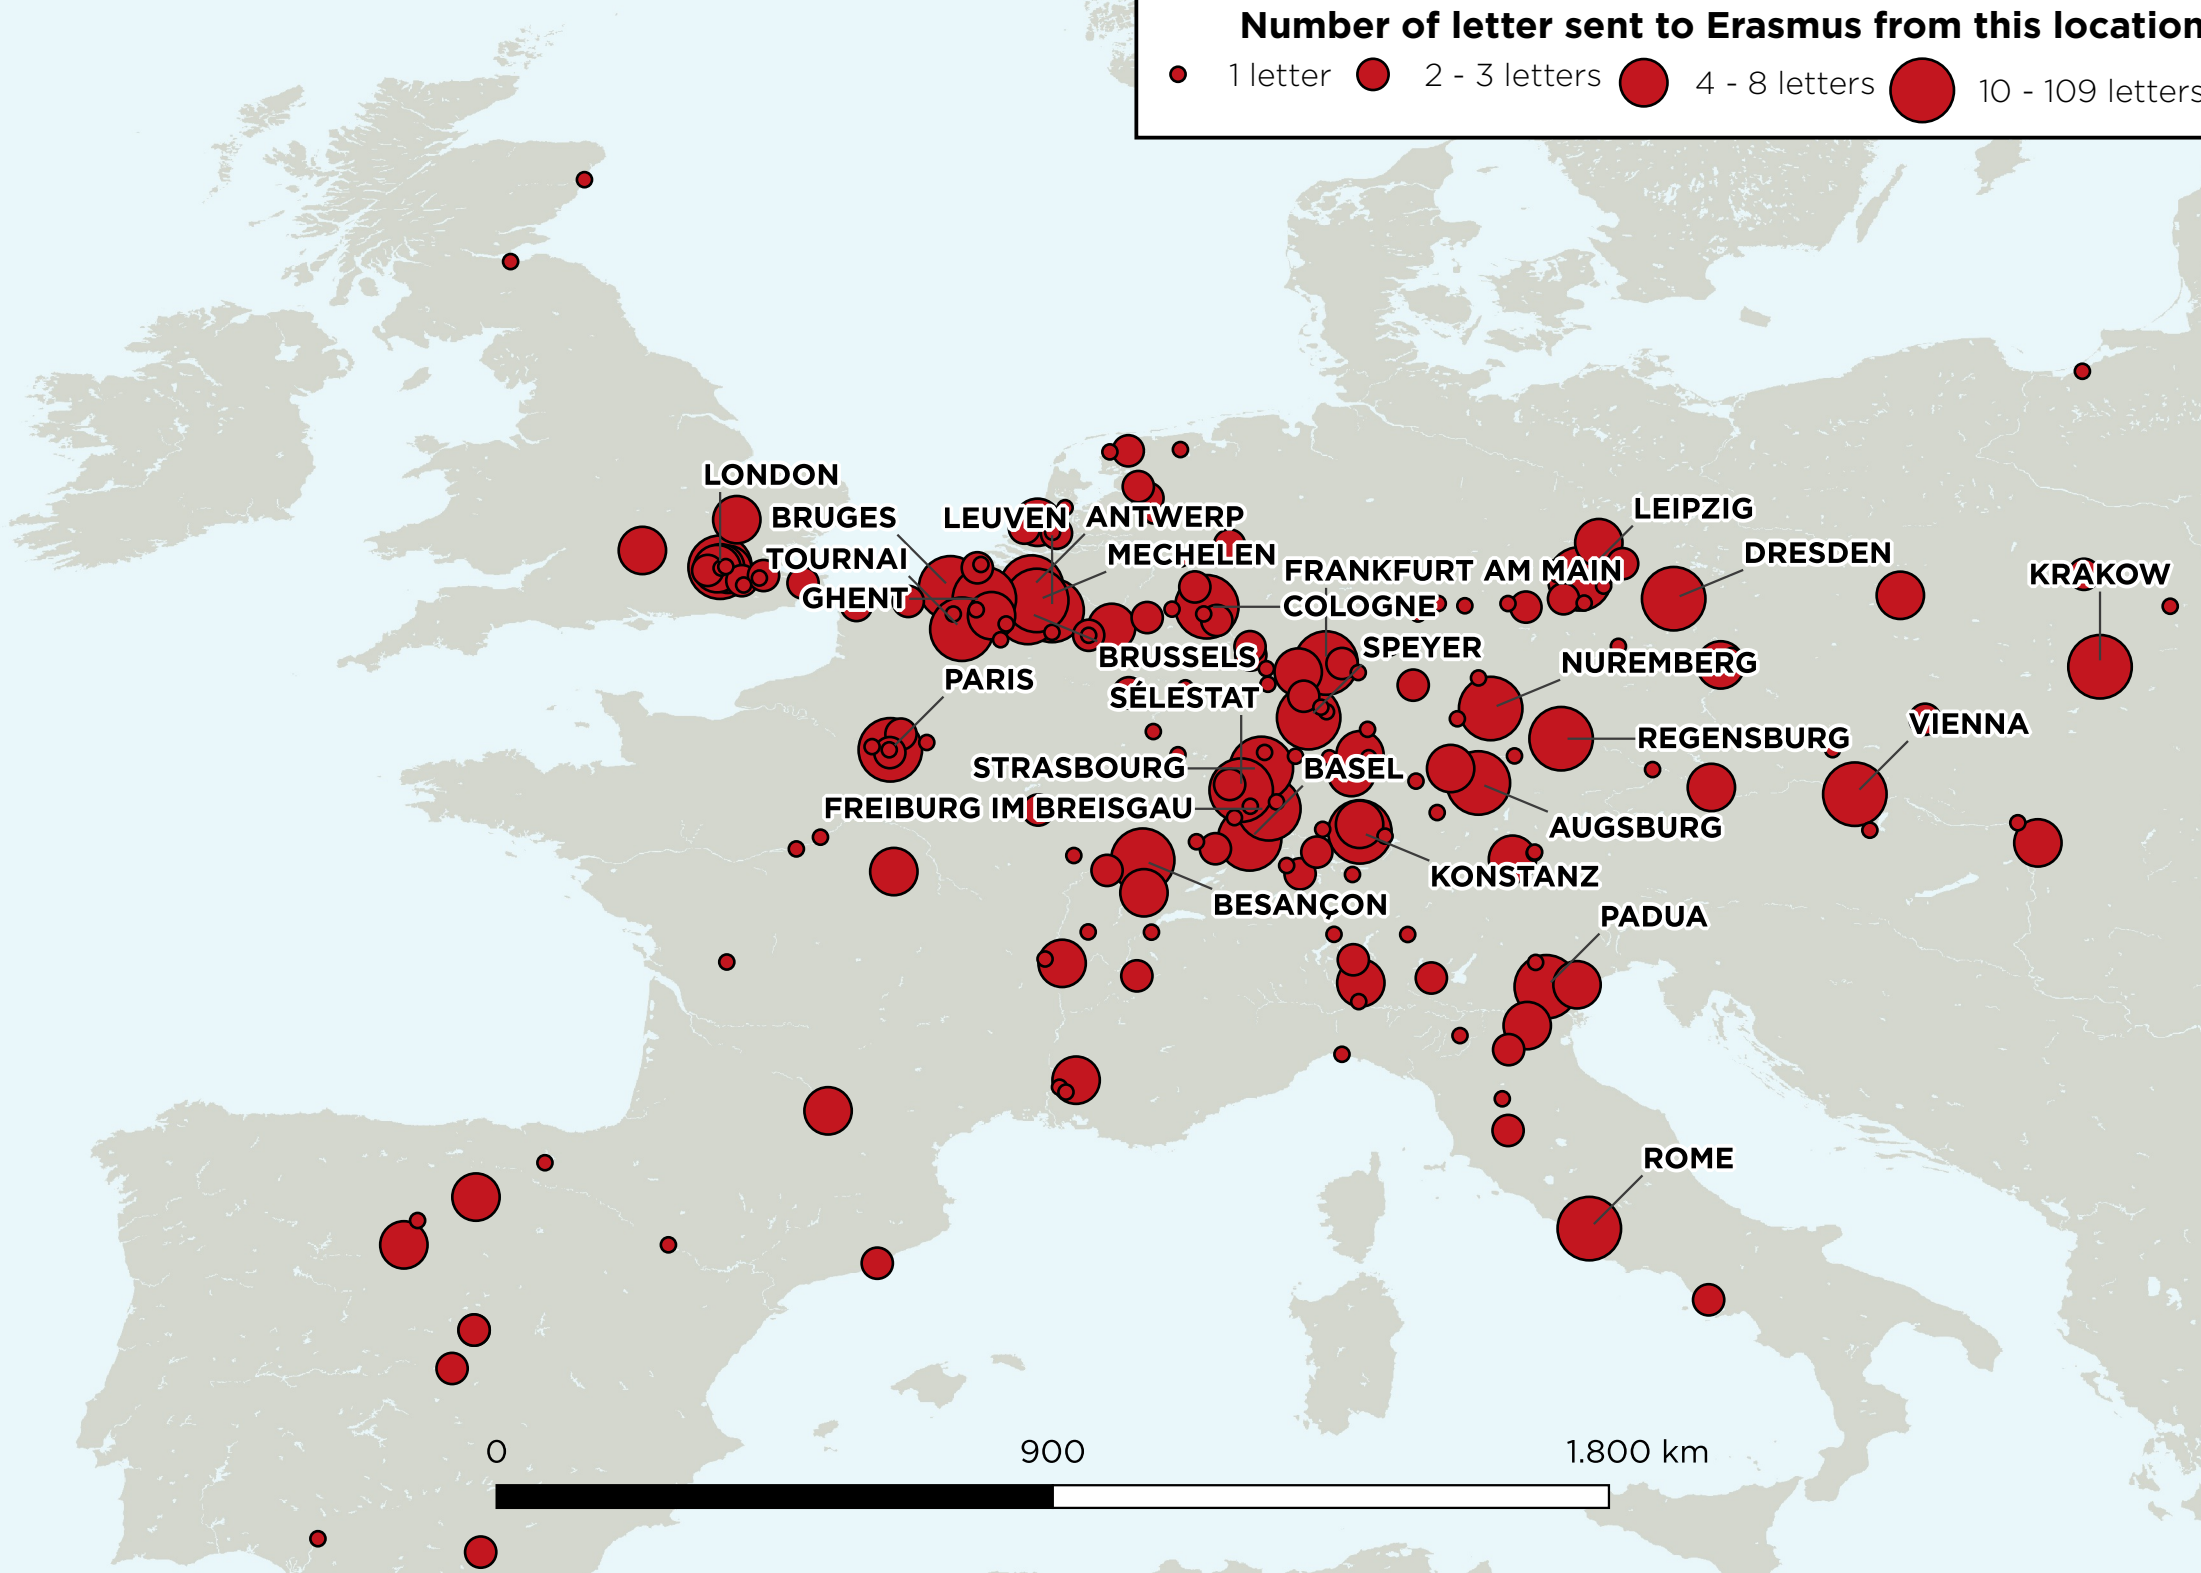 Number of letter sent to Erasmus from this location
1 letter
2 - 3 letters
4 - 8 letters
10 - 109 letters
LONDON
BRUGES
LEUVEN
ANTWERP
LEIPZIG
TOURNAI
MECHELEN
DRESDEN
FRANKFURT AM MAIN
KRAKOW
GHENT
COLOGNE
BRUSSELS
SPEYER
NUREMBERG
PARIS
SÉLESTAT
VIENNA
REGENSBURG
STRASBOURG
BASEL
FREIBURG IM BREISGAU
AUGSBURG
KONSTANZ
BESANÇON
PADUA
ROME
0
900
1.800 km